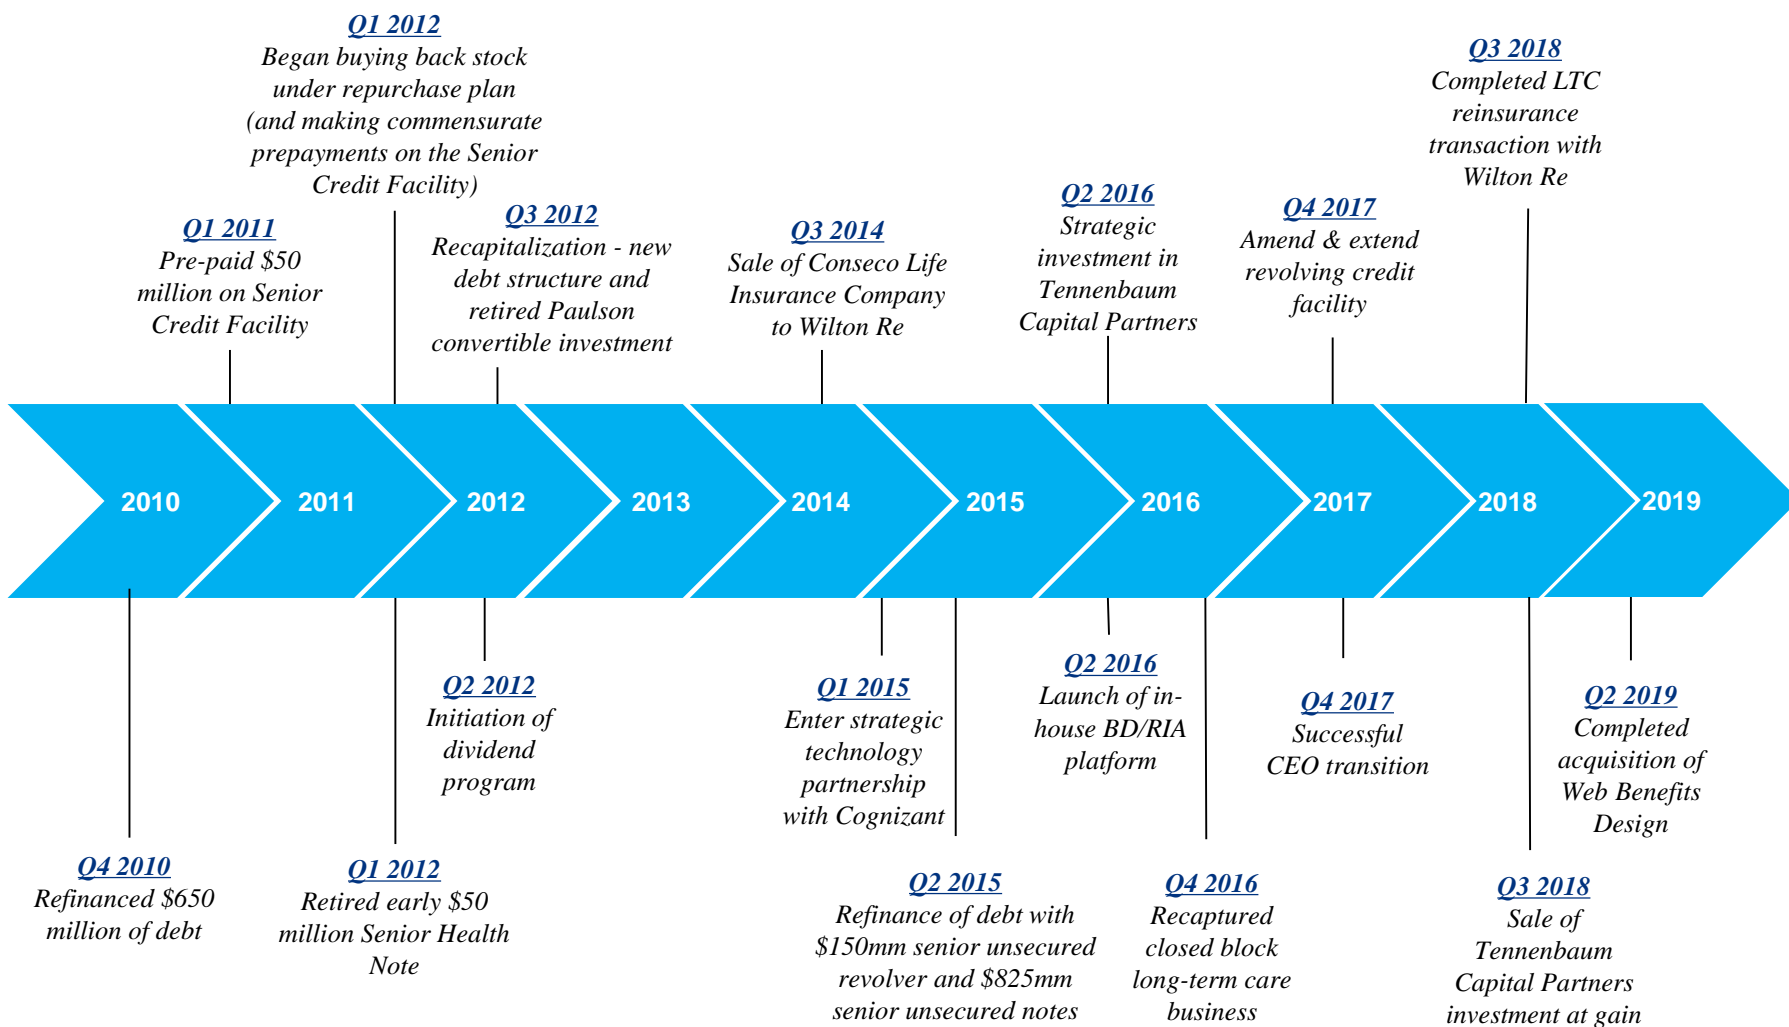 Q1 2012
Began buying back stock
under repurchase plan
(and making commensurate
prepayments on the Senior
Credit Facility)
Q3 2018
Completed LTC
reinsurance
transaction with
Wilton Re
Q1 2011
Pre-paid $50
million on Senior
Credit Facility
Q3 2012
Recapitalization - new
debt structure and
retired Paulson
convertible investment
Q3 2014
Sale of Conseco Life
Insurance Company
to Wilton Re
Q2 2016
Strategic
investment in
Tennenbaum
Capital Partners
Q4 2017
Amend & extend
revolving credit
facility
2010
2011
2012
2013
2014
2015
2016
2017
2018
2019
Q2 2012
Initiation of
dividend
program
Q1 2015
Enter strategic
technology
partnership
with Cognizant
Q2 2016
Launch of in-
house BD/RIA
platform
Q4 2017
Successful
CEO transition
Q2 2019
Completed
acquisition of
Web Benefits
Design
Q4 2010
Refinanced $650
million of debt
Q1 2012
Retired early $50
million Senior Health
Note
Q2 2015
Refinance of debt with
$150mm senior unsecured
revolver and $825mm
senior unsecured notes
Q4 2016
Recaptured
closed block
long-term care
business
Q3 2018
Sale of
Tennenbaum
Capital Partners
investment at gain